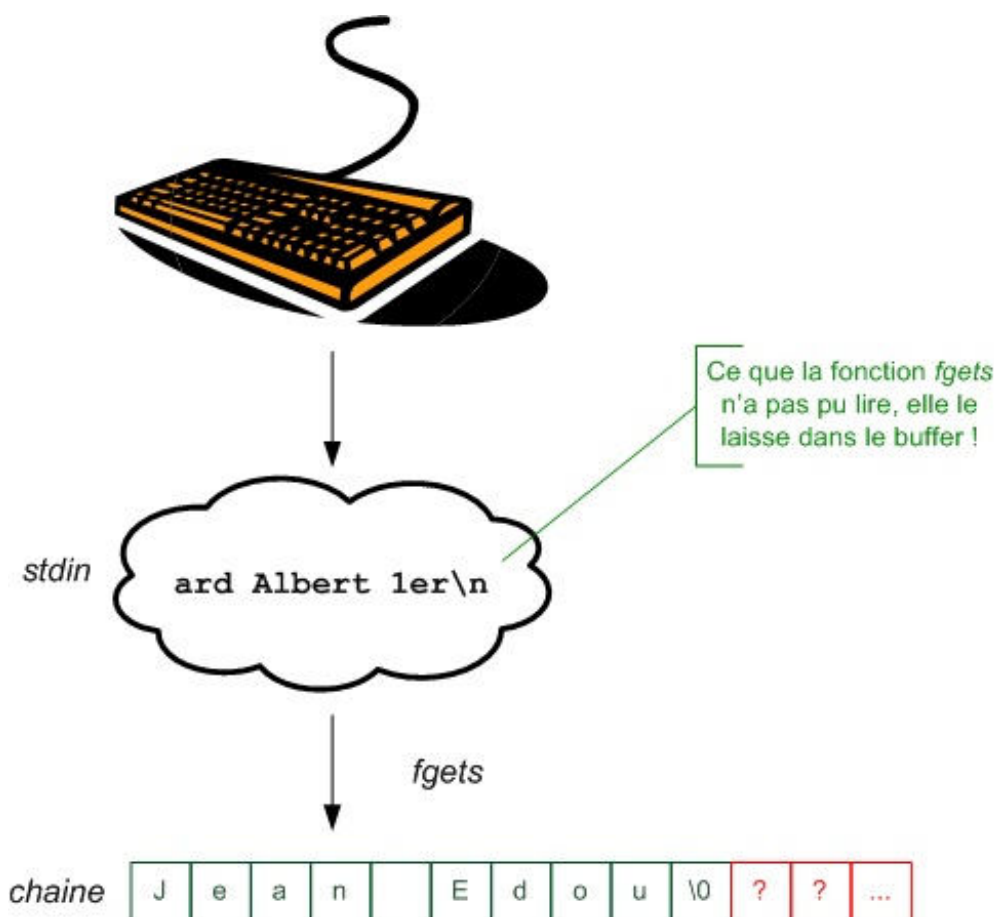 Ce que la fonction fgets
n'a pas pu lire, elle le
laisse dans le buffer !
stdin
ard Albert 1er\n
fgets
chaine J e a n E d o u \0 ? ? ...